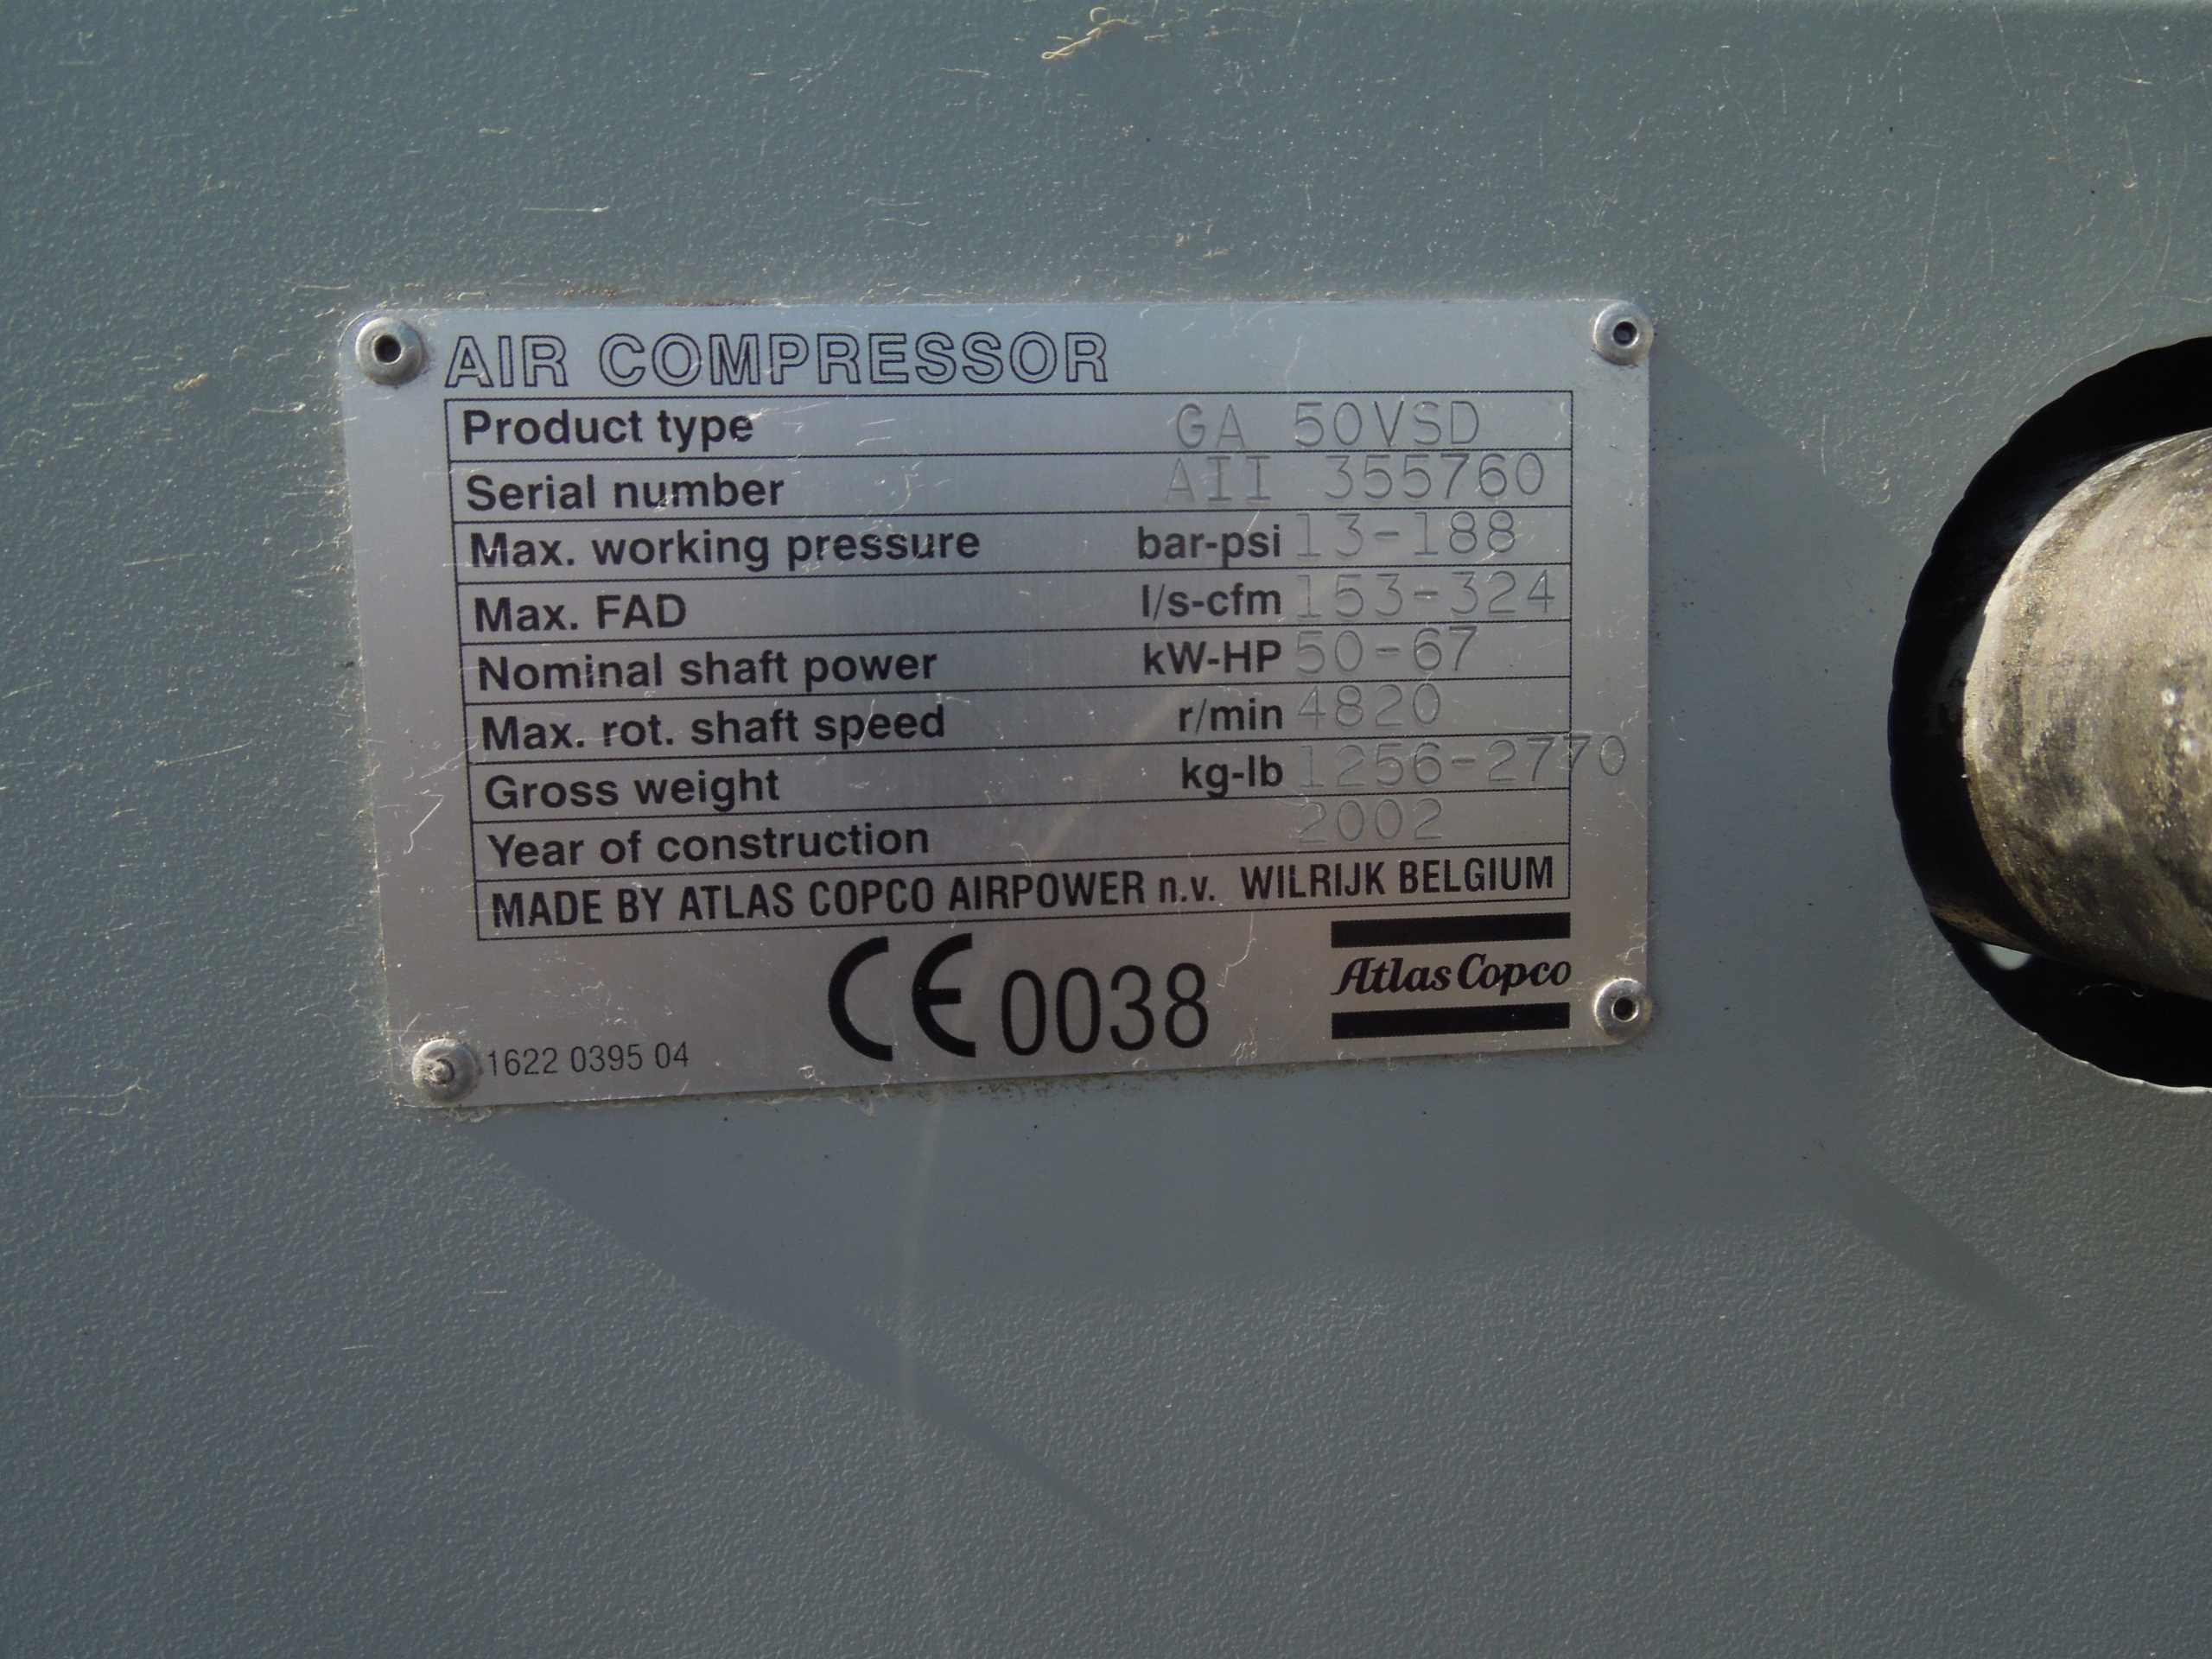 AIR COMPRESSOR
Product type GA 50VSD
Serial number AII 355760
Max. working pressure bar-psi 13-188
Max. FAD l/s-cfm 153-324
Nominal shaft power kW-HP 50-67
Max. rot. shaft speed r/min 4820
Gross weight kg-lb 1256-2770
Year of construction 2002
MADE BY ATLAS COPCO AIRPOWER n.v. WILRIJK BELGIUM
CE 0038
Atlas Copco
1622 0395 04